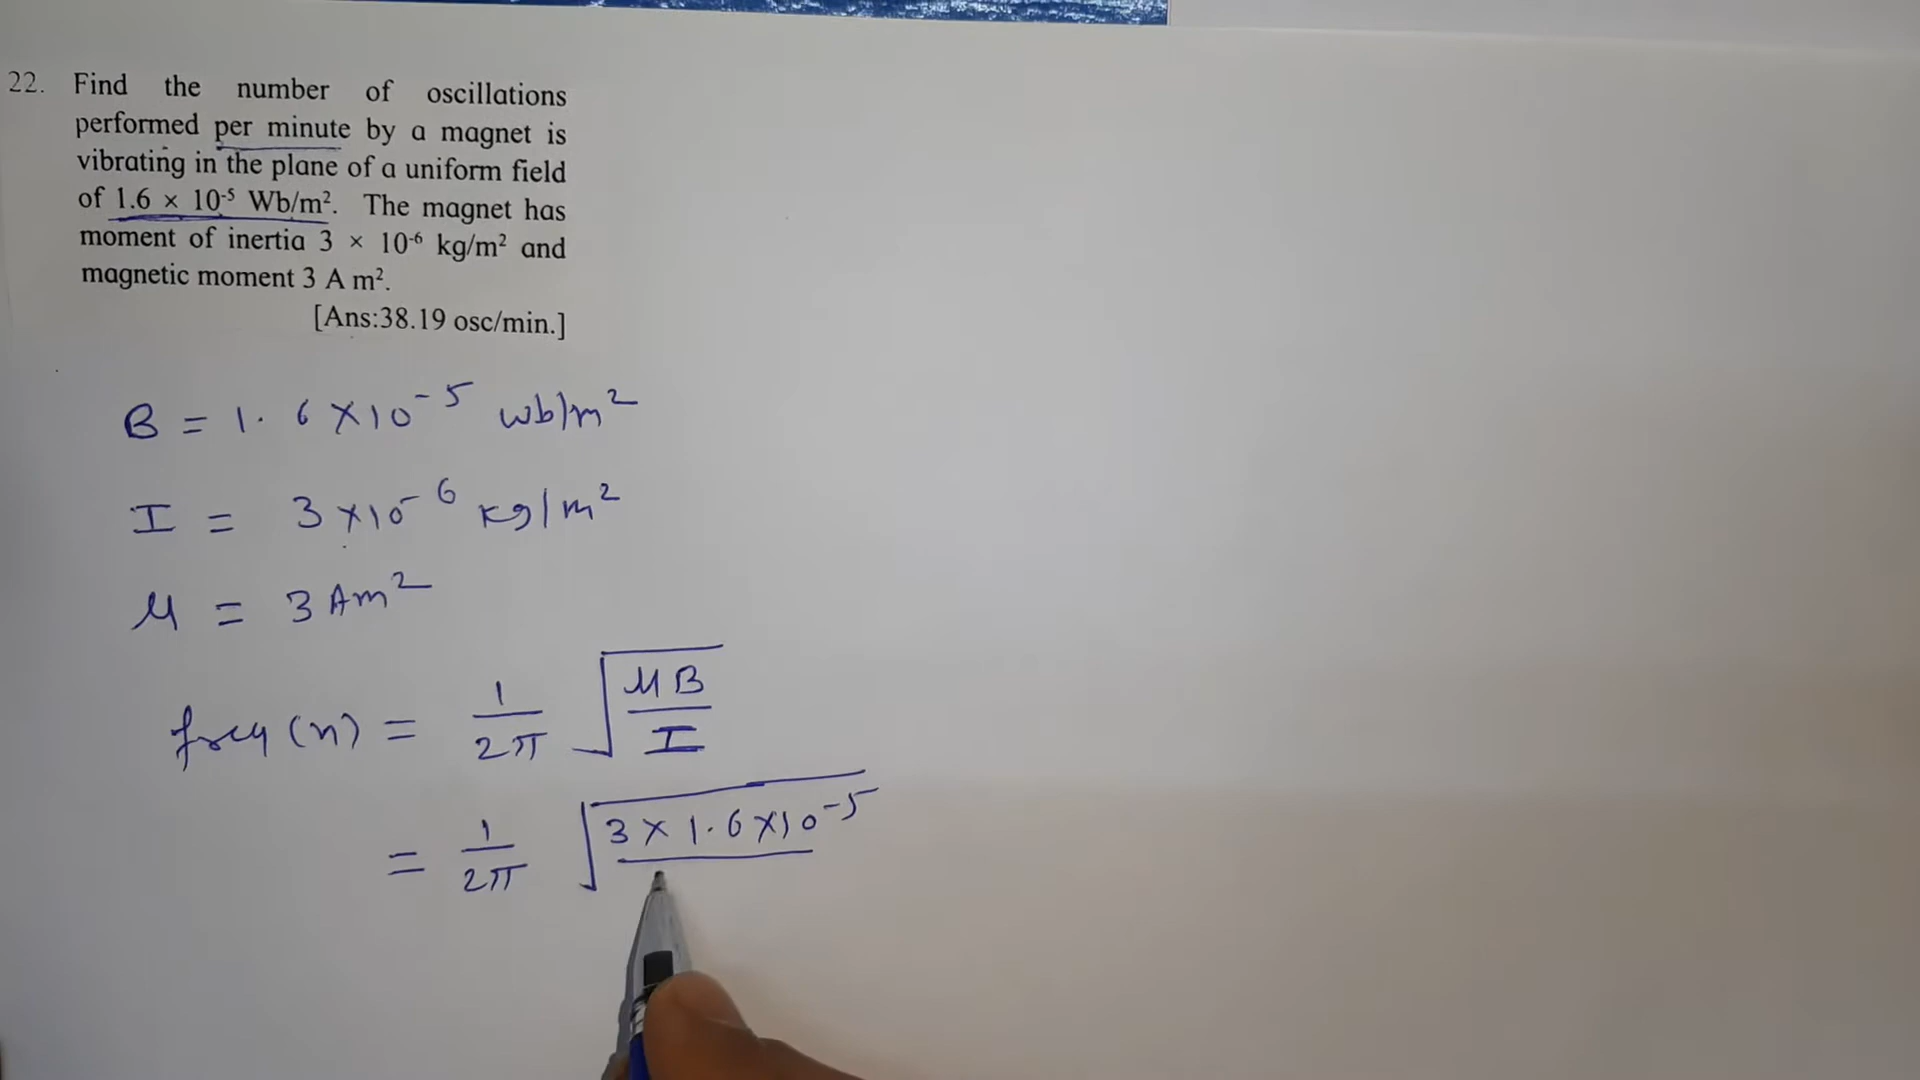 22. Find the number of oscillations
performed per minute by a magnet is
vibrating in the plane of a uniform field
of 1.6 × 10⁻⁵ Wb/m². The magnet has
moment of inertia 3 × 10⁻⁶ kg/m² and
magnetic moment 3 A m².
[Ans:38.19 osc/min.]
B = 1.6 × 10⁻⁵ wb/m²
I = 3 × 10⁻⁶ kg/m²
M = 3 Am²
freq (n) = 1/2π √(MB/I)
= 1/2π √(3 × 1.6 × 10⁻⁵